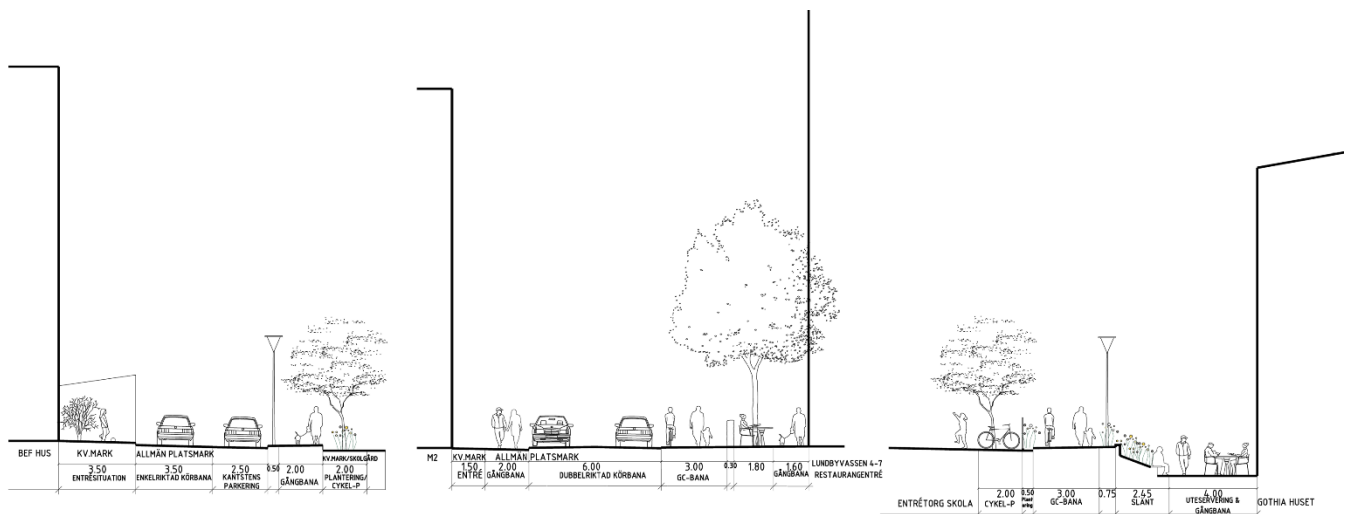 BEF HUS
KV.MARK
ALLMÄN PLATSMARK
KV.MARK/SKOLGÅRD
3.50
3.50
2.50
0.50
2.00
2.00
ENTRESITUATION
ENKELRIKTAD KÖRBANA
KANTSTENS
PARKERING
GÅNGBANA
PLANTERING/
CYKEL-P
M2
KV.MARK
ALLMÄN PLATSMARK
1.50
2.00
6.00
3.00
0.30
1.80
1.60
ENTRÉ
GÅNGBANA
DUBBELRIKTAD KÖRBANA
GC-BANA
GÅNGBANA
LUNDBYVASSEN 4-7
RESTAURANGENTRÉ
ENTRÉTORG SKOLA
2.00
0.50
3.00
0.75
2.45
4.00
CYKEL-P
GC-BANA
SLÄNT
UTESERVERING &
GÅNGBANA
GOTHIA HUSET